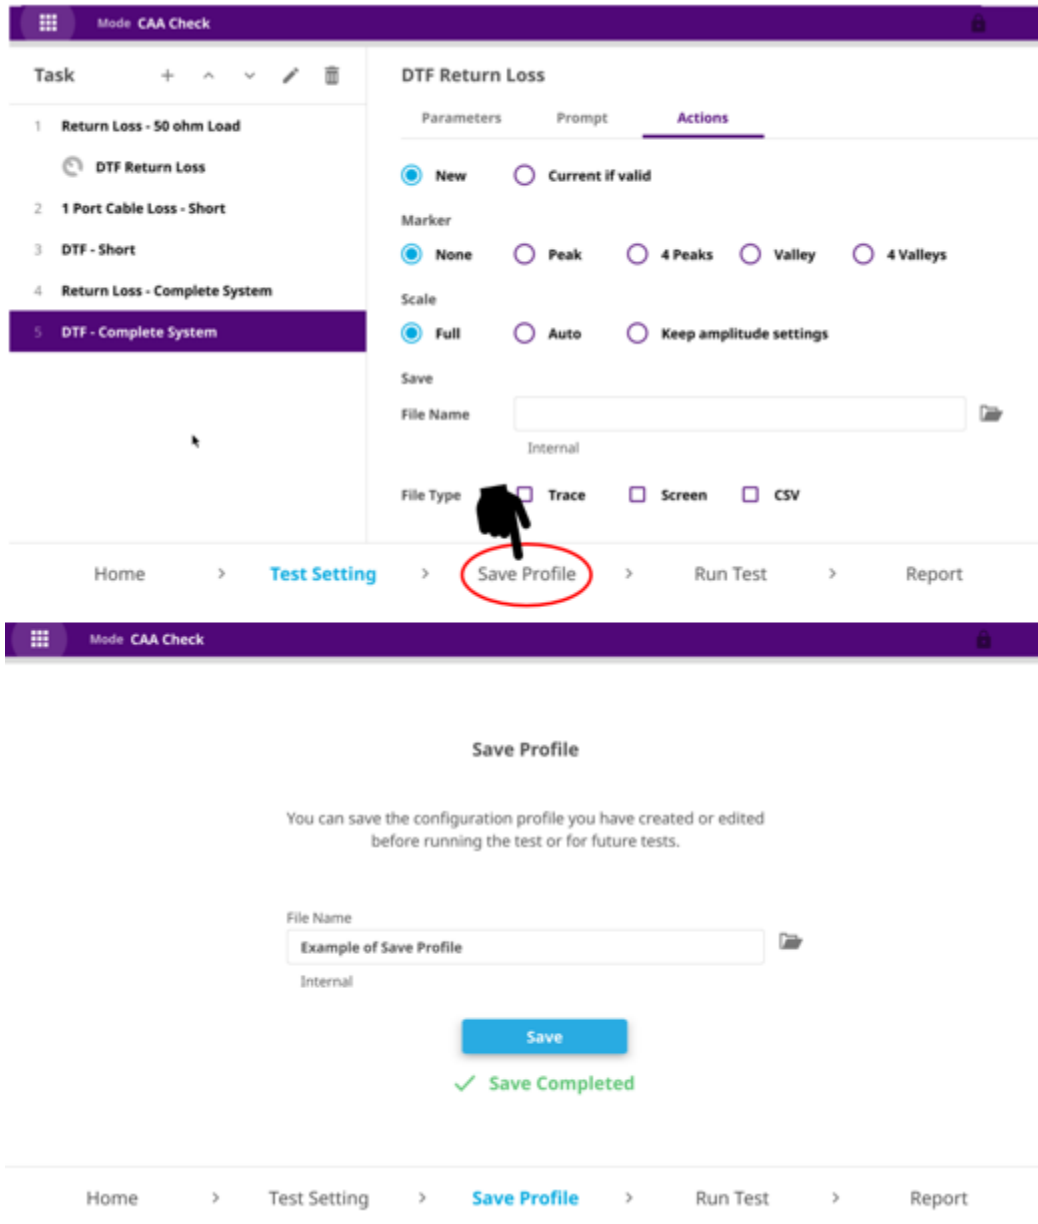 Mode CAA Check
Task
DTF Return Loss
Parameters Prompt Actions
1 Return Loss - 50 ohm Load
DTF Return Loss
2 1 Port Cable Loss - Short
3 DTF - Short
4 Return Loss - Complete System
5 DTF - Complete System
New Current if valid
Marker
None Peak 4 Peaks Valley 4 Valleys
Scale
Full Auto Keep amplitude settings
Save
File Name
Internal
File Type Trace Screen CSV
Home > Test Setting > Save Profile > Run Test > Report
Mode CAA Check
Save Profile
You can save the configuration profile you have created or edited
before running the test or for future tests.
File Name
Example of Save Profile
Internal
Save
Save Completed
Home > Test Setting > Save Profile > Run Test > Report